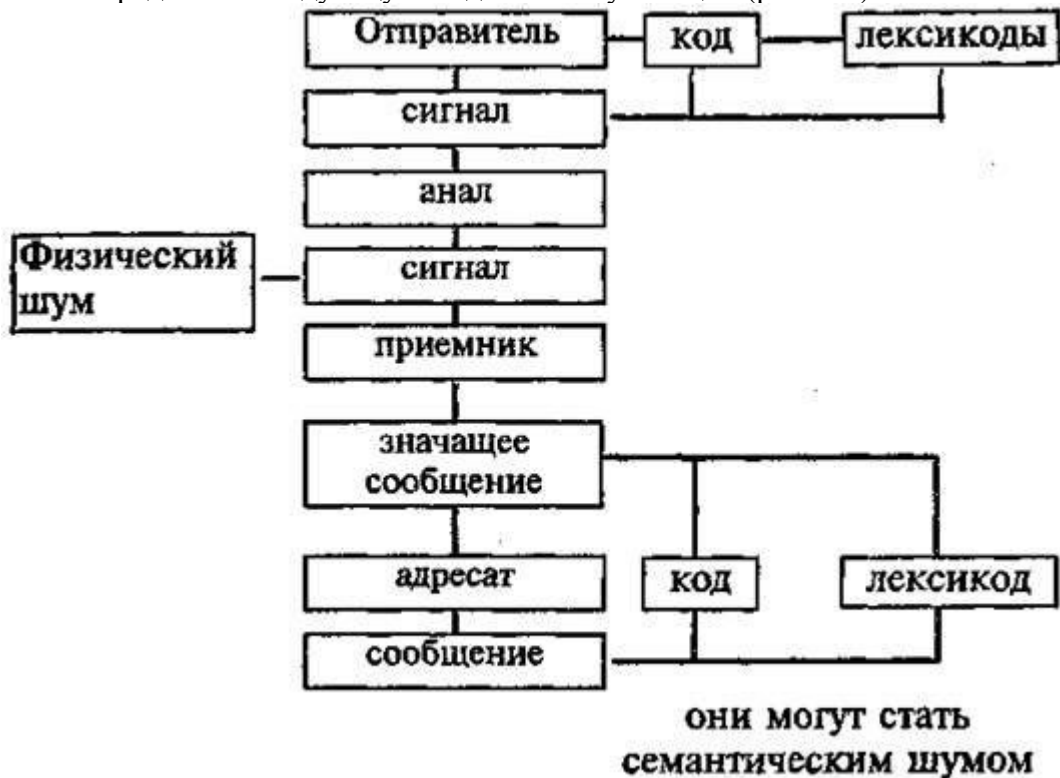 Отправитель
код
лексикоды
сигнал
анал
Физический
шум
сигнал
приемник
значащее
сообщение
адресат
код
лексикод
сообщение
они могут стать
семантическим шумом